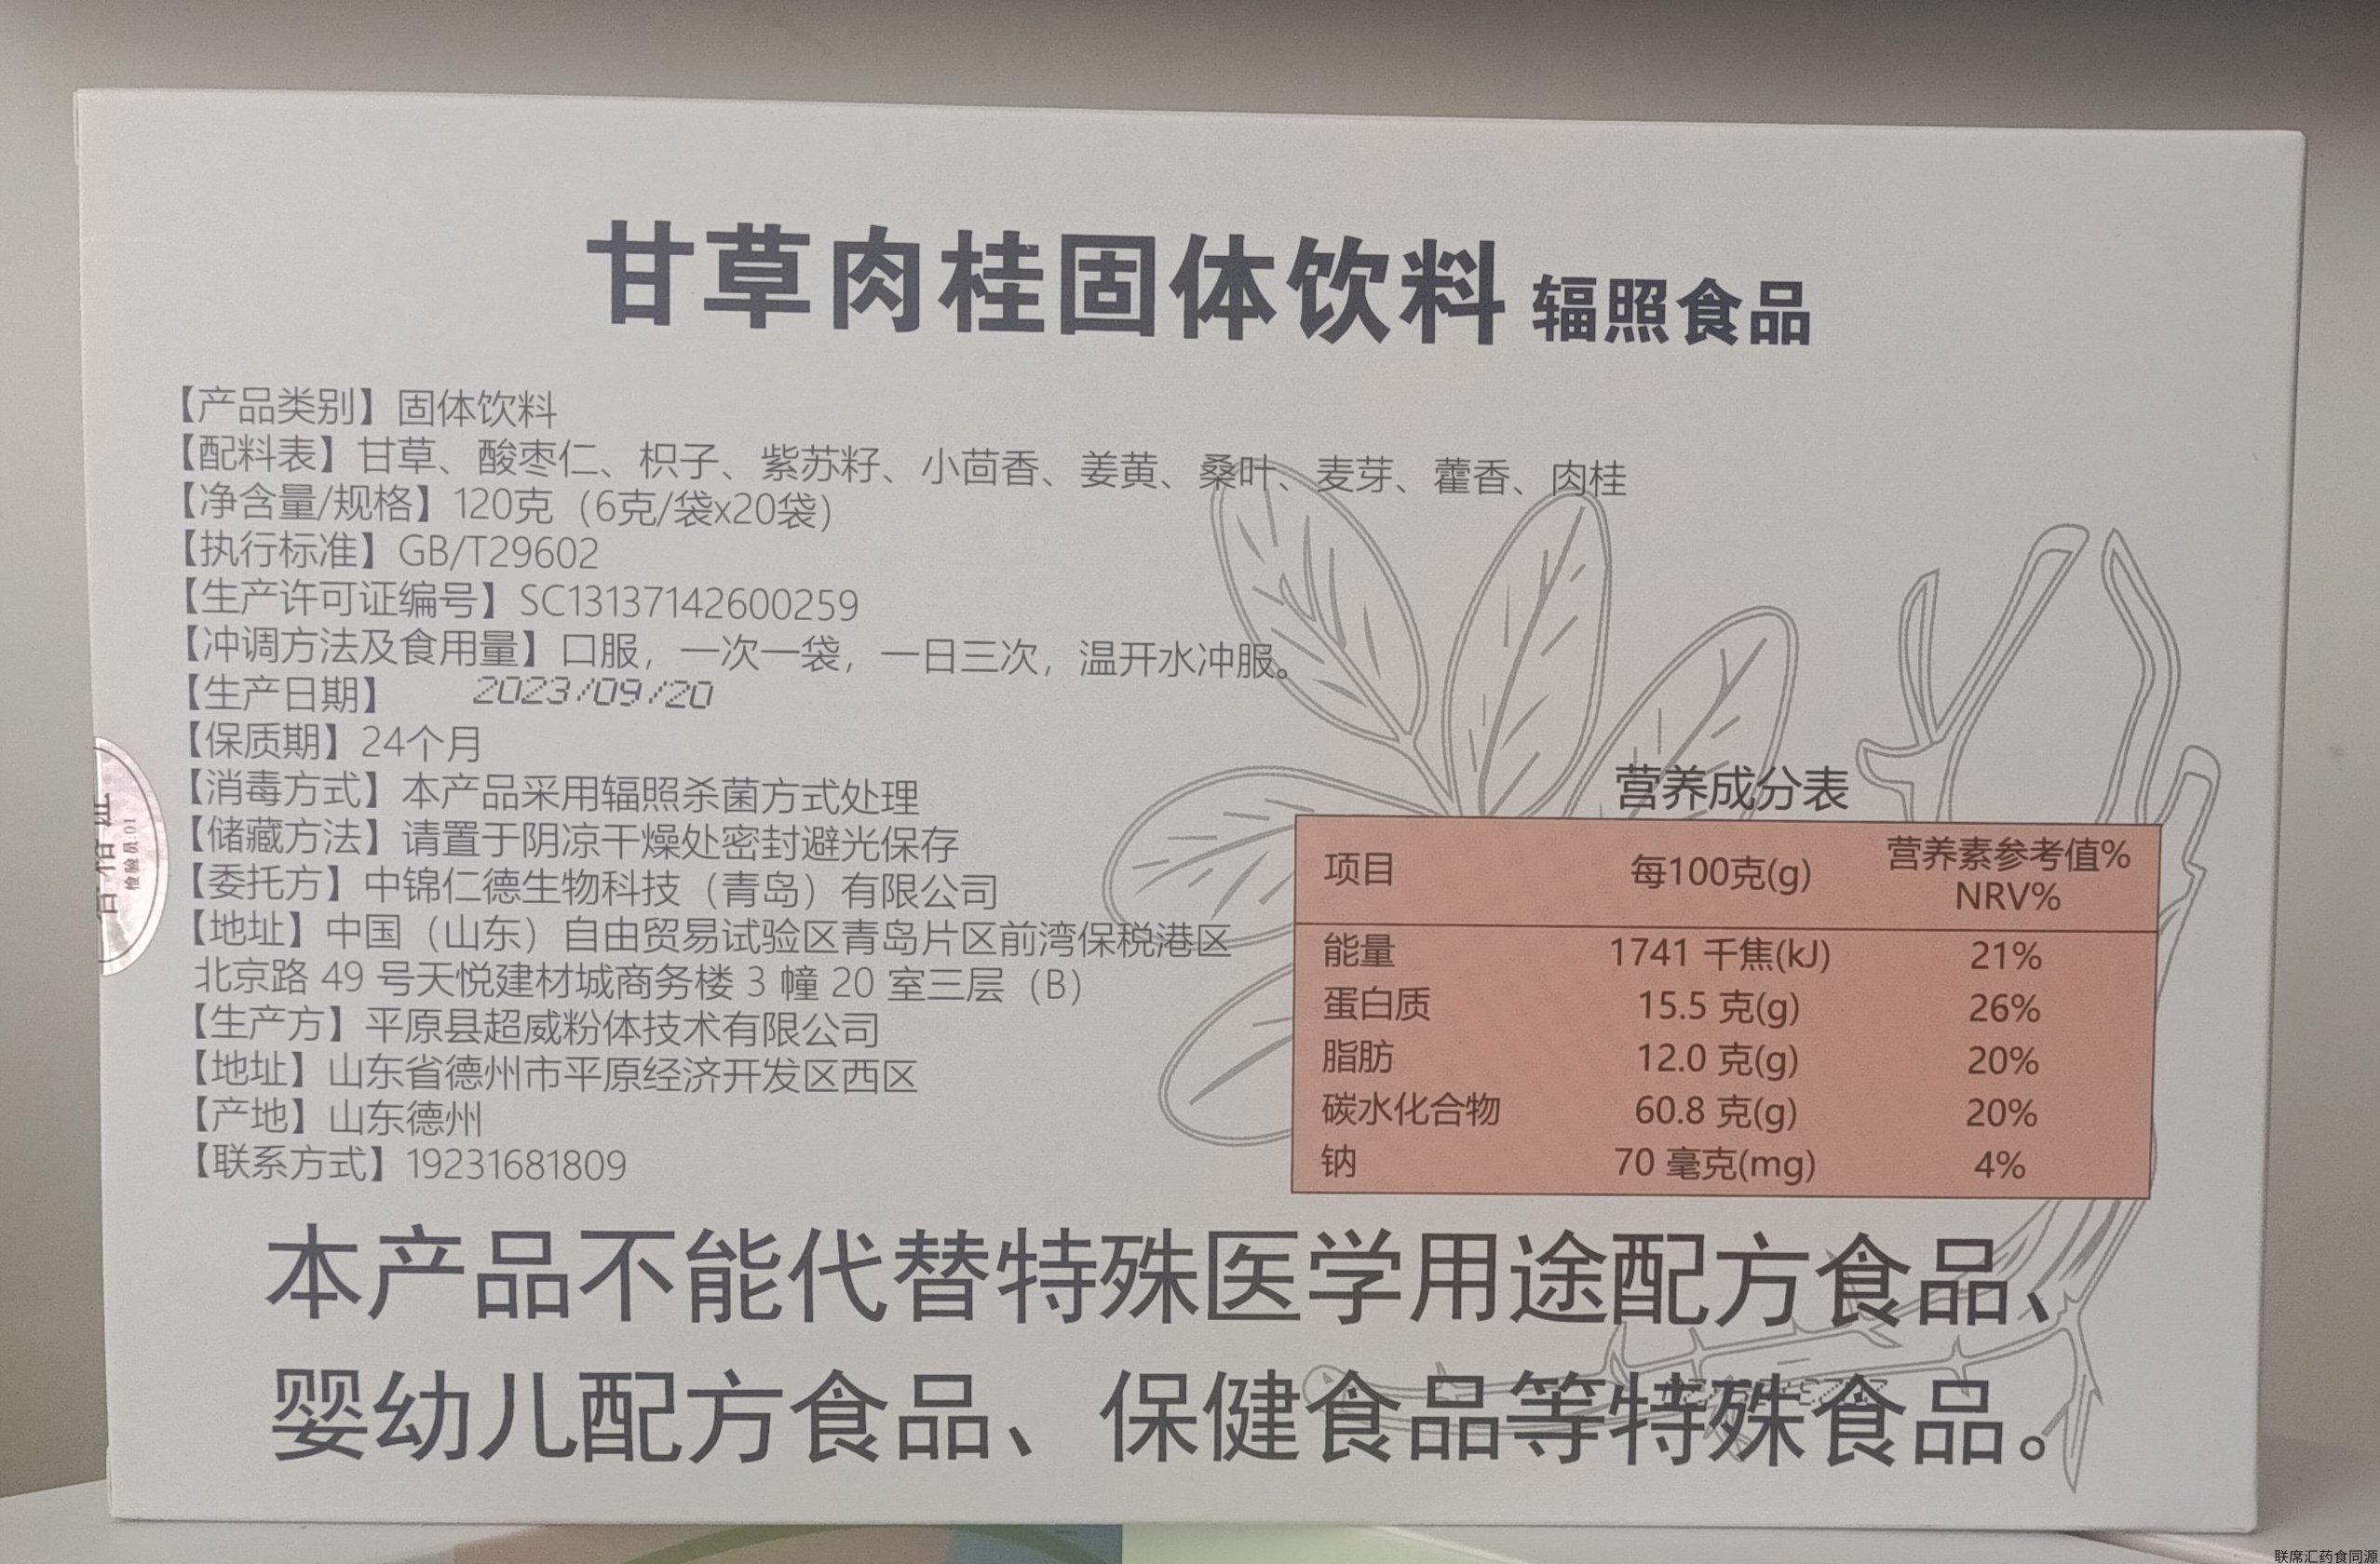 甘草肉桂固体饮料 辐照食品
【产品类别】固体饮料
【配料表】甘草、酸枣仁、枳子、紫苏籽、小茴香、姜黄、桑叶、麦芽、藿香、肉桂
【净含量/规格】120克（6克/袋x20袋）
【执行标准】GB/T29602
【生产许可证编号】SC13137142600259
【冲调方法及食用量】口服，一次一袋，一日三次，温开水冲服。
【生产日期】 2023/09/20
【保质期】24个月
【消毒方式】本产品采用辐照杀菌方式处理
【储藏方法】请置于阴凉干燥处密封避光保存
【委托方】中锦仁德生物科技（青岛）有限公司
【地址】中国（山东）自由贸易试验区青岛片区前湾保税港区
北京路 49 号天悦建材城商务楼 3 幢 20 室三层（B）
【生产方】平原县超威粉体技术有限公司
【地址】山东省德州市平原经济开发区西区
【产地】山东德州
【联系方式】19231681809
合格证
检验员:01
营养成分表
项目 每100克(g) 营养素参考值%
NRV%
能量 1741 千焦(kJ) 21%
蛋白质 15.5 克(g) 26%
脂肪 12.0 克(g) 20%
碳水化合物 60.8 克(g) 20%
钠 70 毫克(mg) 4%
本产品不能代替特殊医学用途配方食品、
婴幼儿配方食品、保健食品等特殊食品。
联席汇药食同源